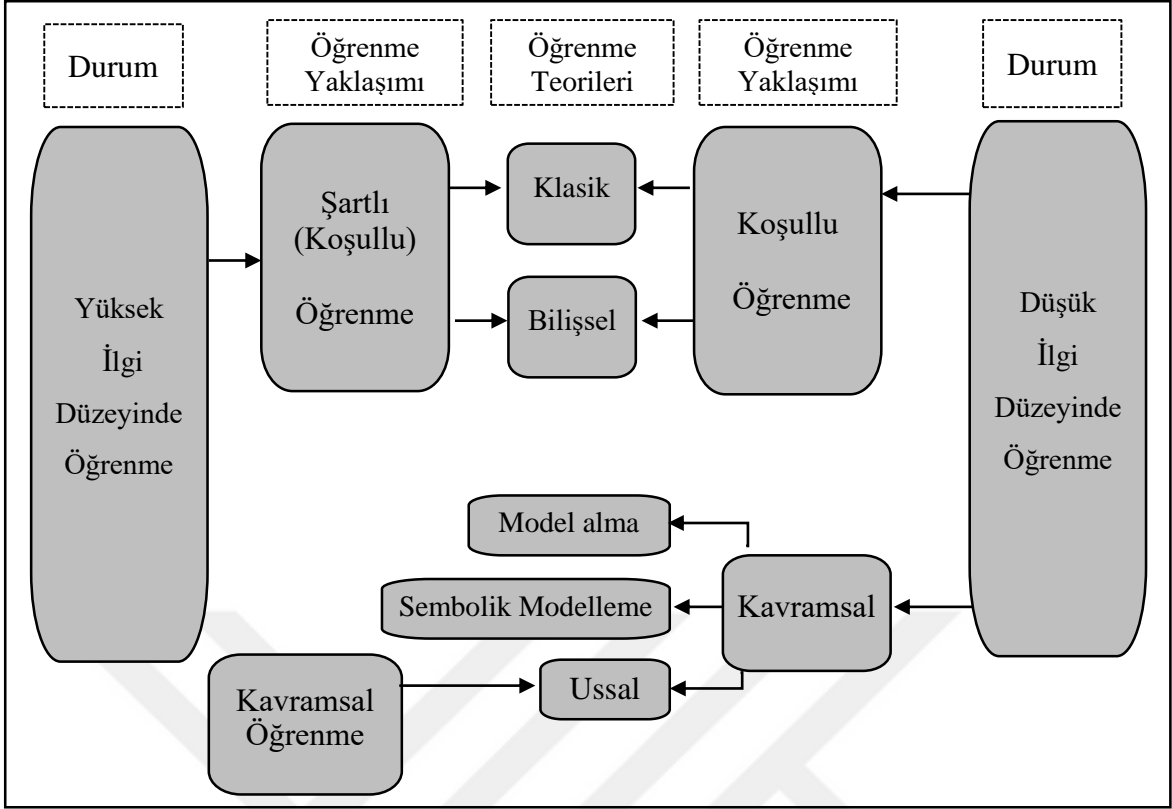 Durum
Öğrenme
Yaklaşımı
Öğrenme
Teorileri
Öğrenme
Yaklaşımı
Durum
Yüksek
İlgi
Düzeyinde
Öğrenme
Şartlı
(Koşullu)
Öğrenme
Klasik
Bilişsel
Koşullu
Öğrenme
Düşük
İlgi
Düzeyinde
Öğrenme
Model alma
Sembolik Modelleme
Kavramsal
Ussal
Kavramsal
Öğrenme